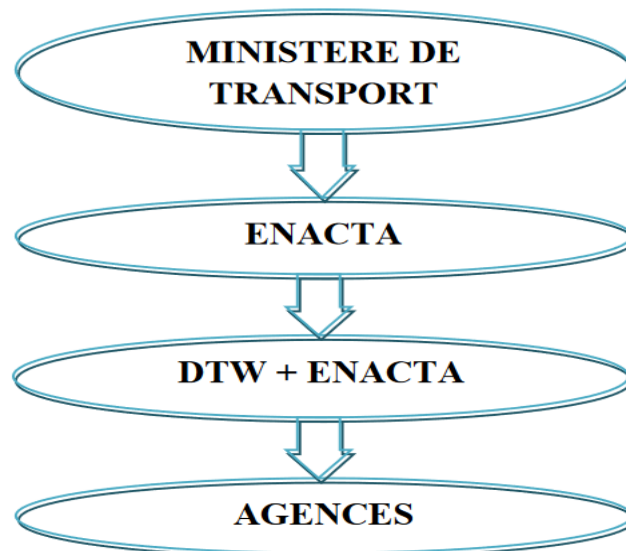 MINISTERE DE
TRANSPORT
ENACTA
DTW + ENACTA
AGENCES